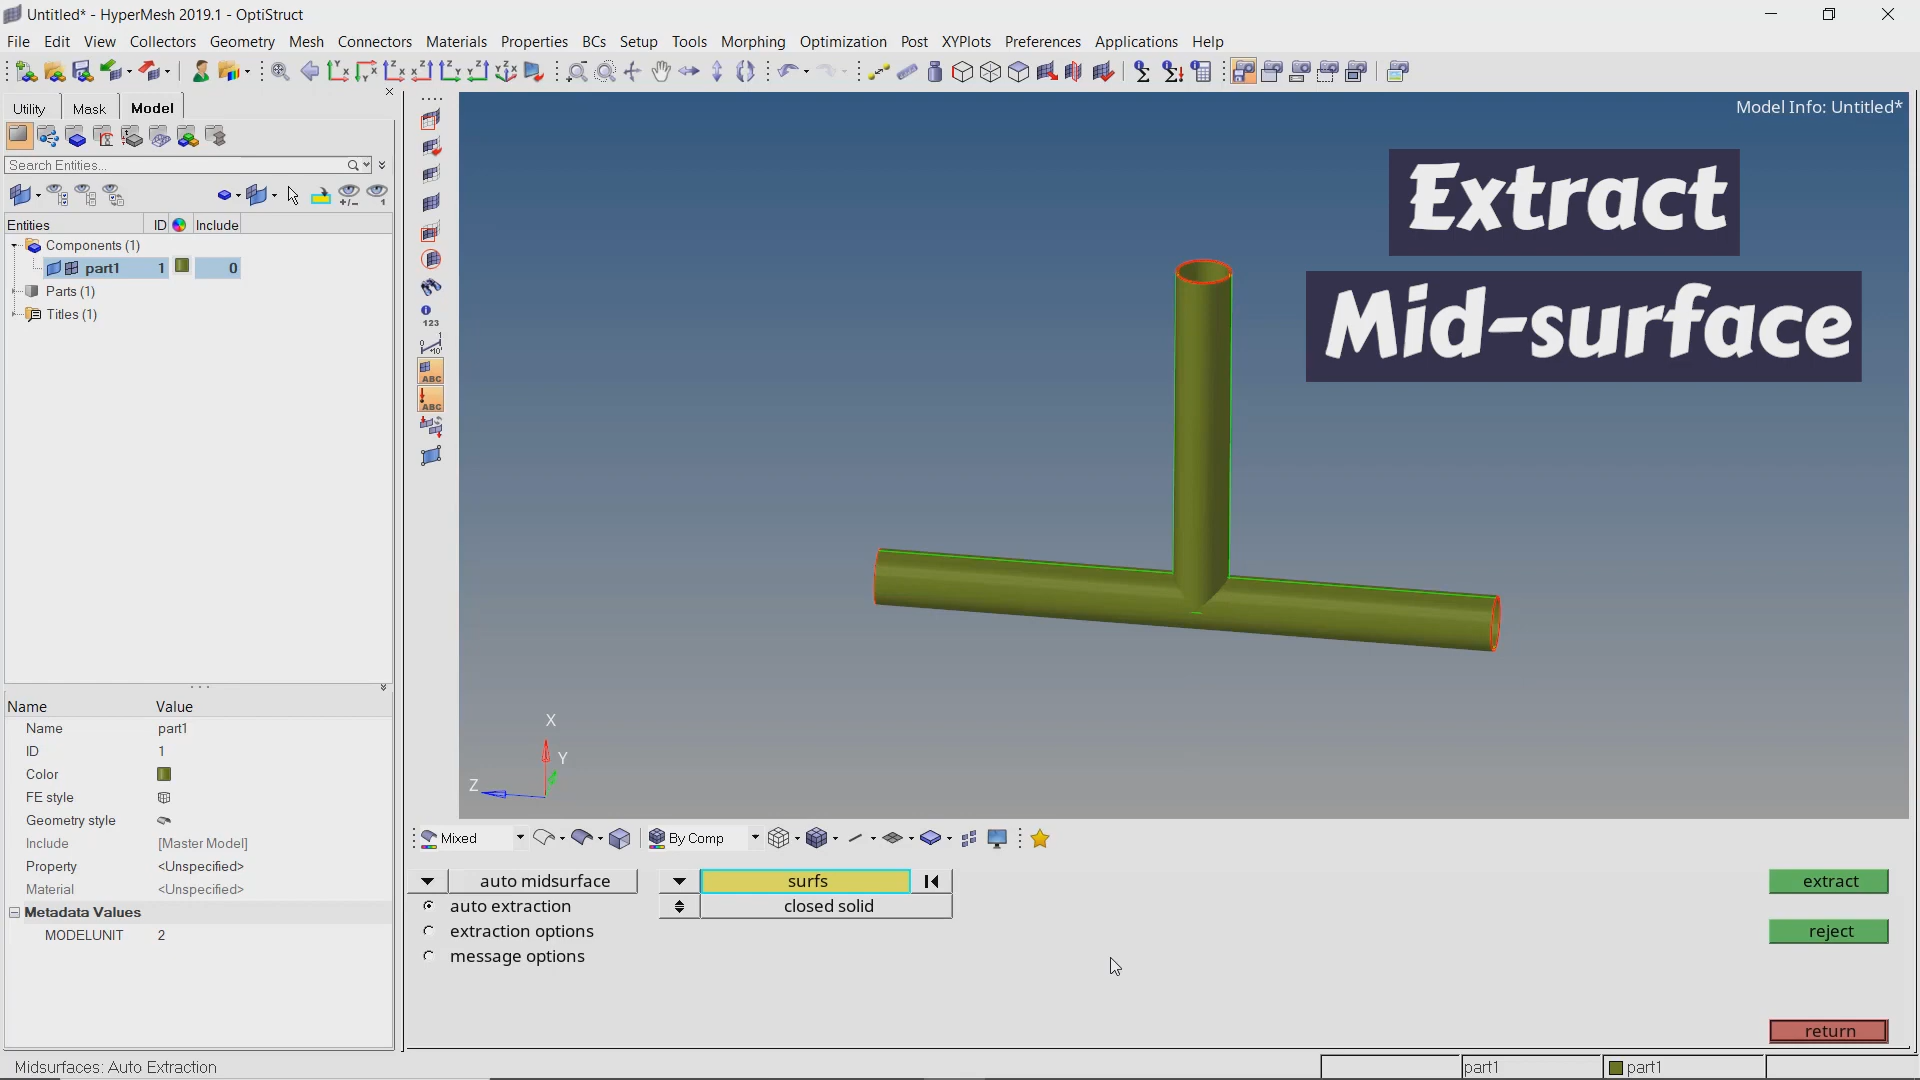 Untitled* - HyperMesh 2019.1 - OptiStruct
File Edit View Collectors Geometry Mesh Connectors Materials Properties BCs Setup Tools Morphing Optimization Post XYPlots Preferences Applications Help
Utility Mask Model
Search Entities...
Entities ID Include
Components (1)
part1 1 0
Parts (1)
Titles (1)
Name Value
Name part1
ID 1
Color
FE style
Geometry style
Include [Master Model]
Property <Unspecified>
Material <Unspecified>
Metadata Values
MODELUNIT 2
123
ABC
ABC
Model Info: Untitled*
Extract
Mid-surface
X
Y
Z
Mixed By Comp
auto midsurface surfs extract
auto extraction closed solid
extraction options reject
message options
return
Midsurfaces: Auto Extraction part1 part1